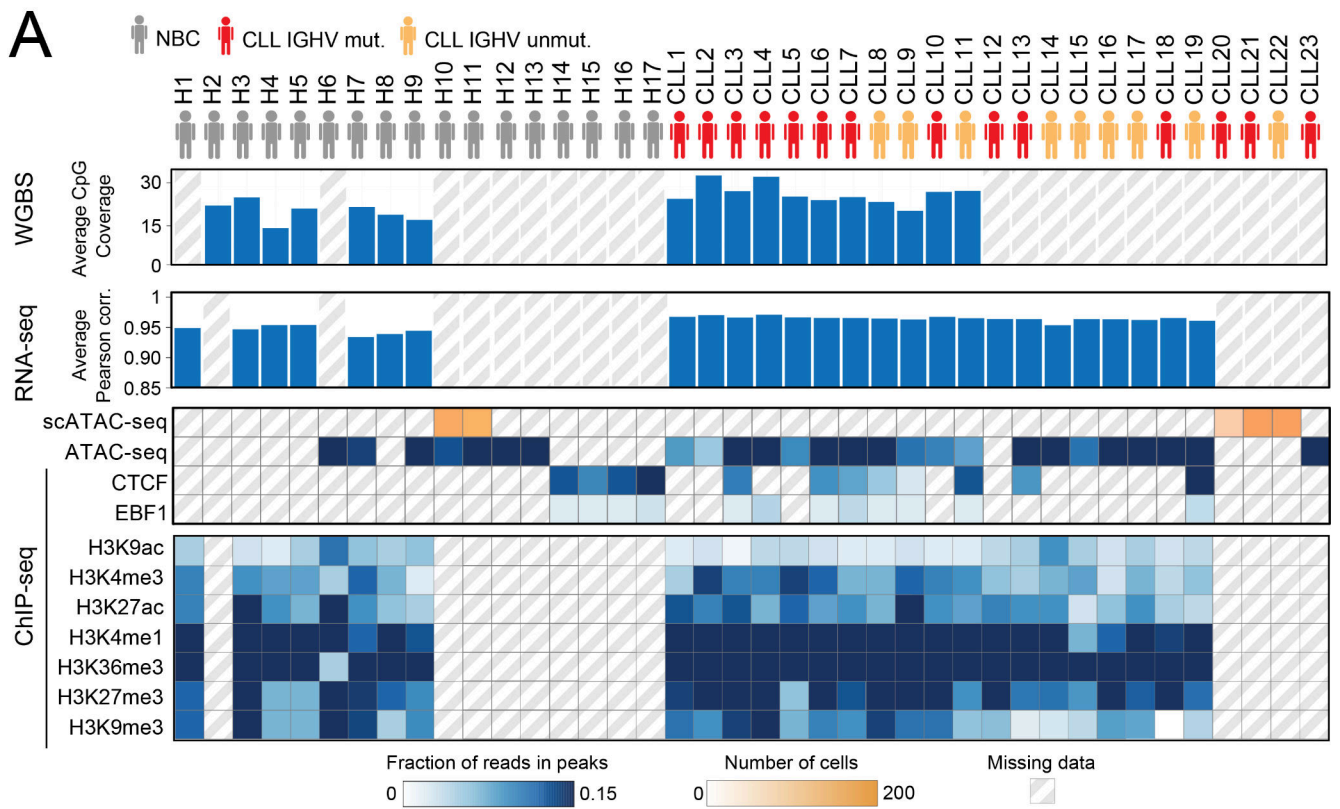 A
NBC
CLL IGHV mut.
CLL IGHV unmut.
H1
H2
H3
H4
H5
H6
H7
H8
H9
H10
H11
H12
H13
H14
H15
H16
H17
CLL1
CLL2
CLL3
CLL4
CLL5
CLL6
CLL7
CLL8
CLL9
CLL10
CLL11
CLL12
CLL13
CLL14
CLL15
CLL16
CLL17
CLL18
CLL19
CLL20
CLL21
CLL22
CLL23
WGBS
Average CpG
Coverage
30
15
0
RNA-seq
Average
Pearson corr.
1
0.95
0.90
0.85
scATAC-seq
ATAC-seq
ChIP-seq
CTCF
EBF1
H3K9ac
H3K4me3
H3K27ac
H3K4me1
H3K36me3
H3K27me3
H3K9me3
Fraction of reads in peaks
0
0.15
Number of cells
0
200
Missing data